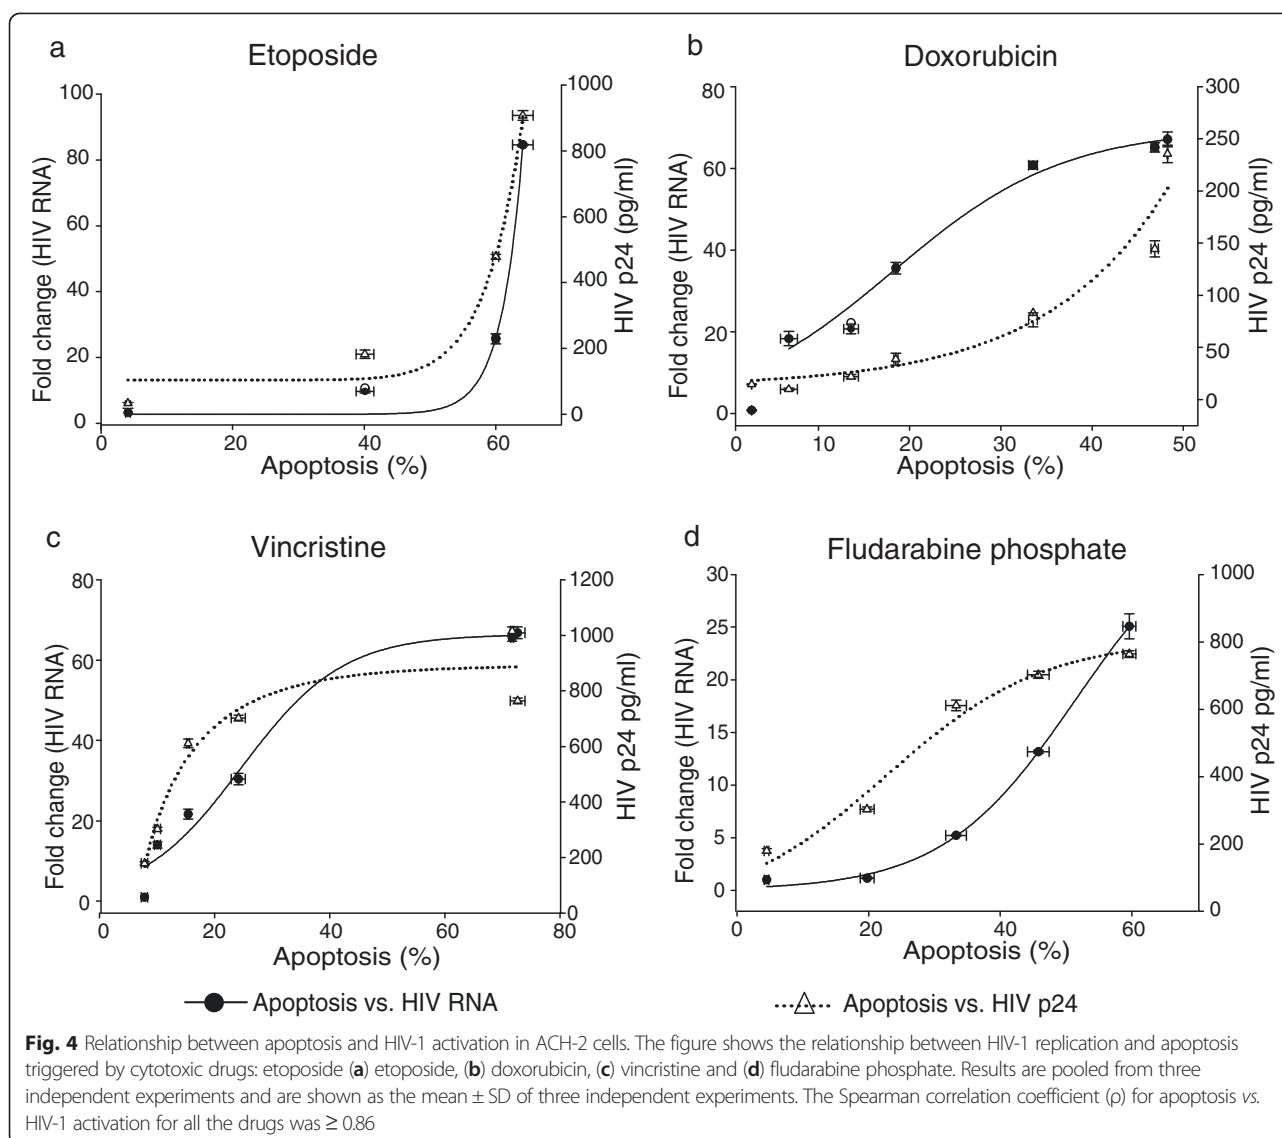 a
Etoposide
100
80
60
40
20
0
Fold change (HIV RNA)
1000
800
600
400
200
0
HIV p24 (pg/ml)
0 20 40 60
Apoptosis (%)
b
Doxorubicin
80
60
40
20
0
Fold change (HIV RNA)
300
250
200
150
100
50
0
HIV p24 (pg/ml)
2 10 20 30 40 50
Apoptosis (%)
c
Vincristine
80
60
40
20
0
Fold change (HIV RNA)
1200
1000
800
600
400
200
0
HIV p24 pg/ml)
0 20 40 60 80
Apoptosis (%)
d
Fludarabine phosphate
30
25
20
15
10
5
0
Fold change (HIV RNA)
1000
800
600
400
200
0
HIV p24 (pg/ml)
0 20 40 60
Apoptosis (%)
Apoptosis vs. HIV RNA
Apoptosis vs. HIV p24
Fig. 4 Relationship between apoptosis and HIV-1 activation in ACH-2 cells. The figure shows the relationship between HIV-1 replication and apoptosis
triggered by cytotoxic drugs: etoposide (a) etoposide, (b) doxorubicin, (c) vincristine and (d) fludarabine phosphate. Results are pooled from three
independent experiments and are shown as the mean ± SD of three independent experiments. The Spearman correlation coefficient (ρ) for apoptosis vs.
HIV-1 activation for all the drugs was ≥ 0.86